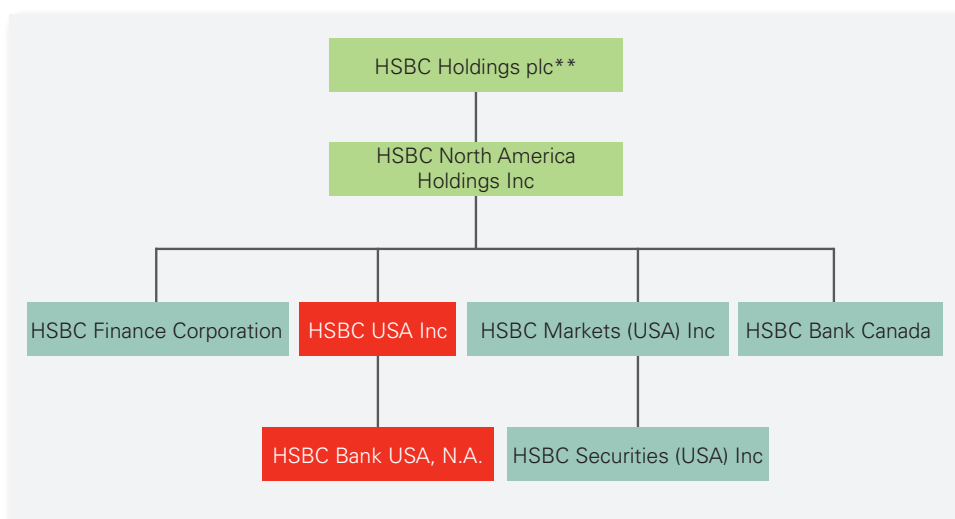 HSBC Holdings plc**
HSBC North America
Holdings Inc
HSBC Finance Corporation
HSBC USA Inc
HSBC Markets (USA) Inc
HSBC Bank Canada
HSBC Bank USA, N.A.
HSBC Securities (USA) Inc